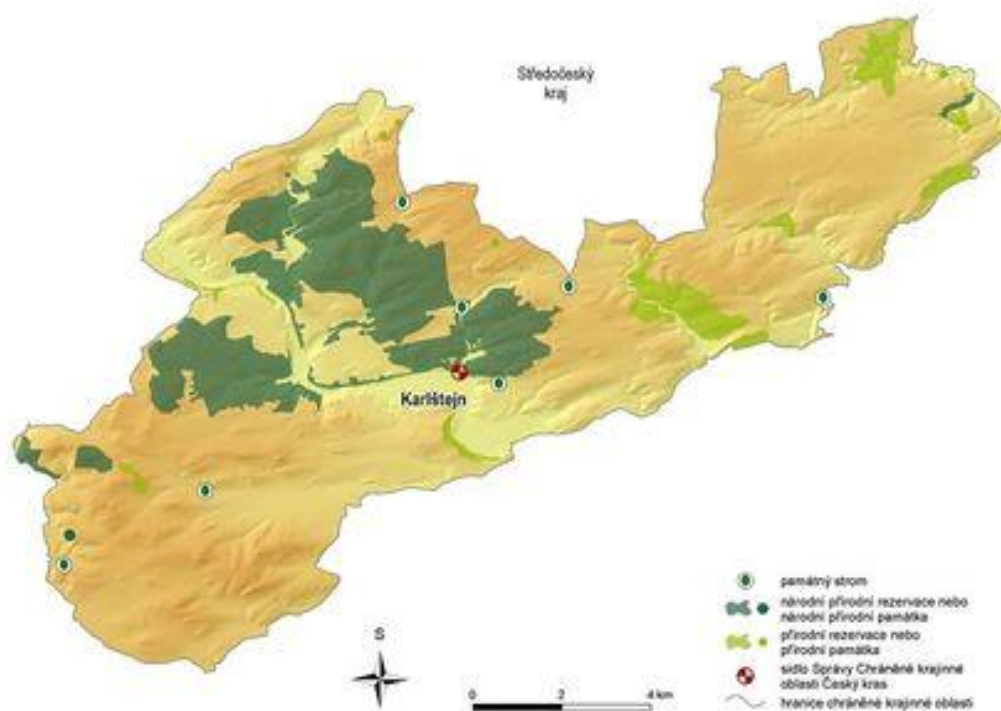 Středočeský
kraj
Karlštejn
S
0 2 4 km
památný strom
národní přírodní rezervace nebo
národní přírodní památka
přírodní rezervace nebo
přírodní památka
sídlo Správy Chráněné krajinné
oblasti Český kras
hranice chráněné krajinné oblasti